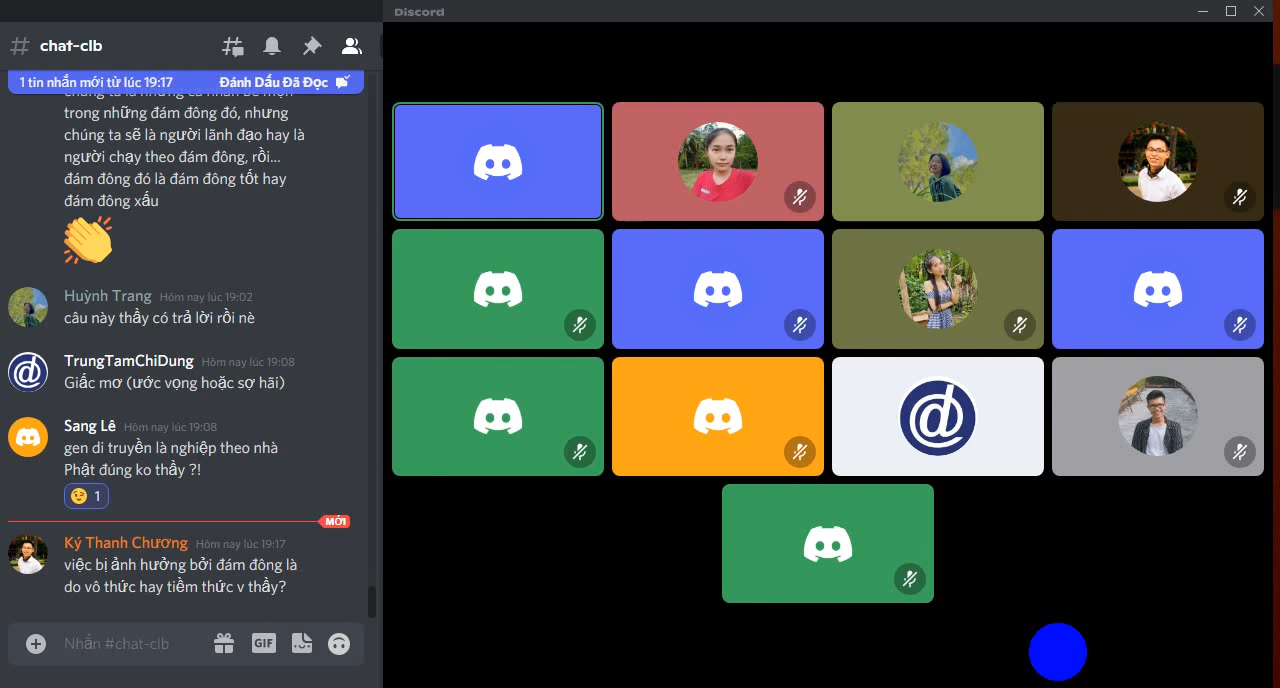 Discord
chat-clb
1 tin nhắn mới từ lúc 19:17 Đánh Dấu Đã Đọc
trong những đám đông đó, nhưng
chúng ta sẽ là người lãnh đạo hay là
người chạy theo đám đông, rồi...
đám đông đó là đám đông tốt hay
đám đông xấu
Huỳnh Trang Hôm nay lúc 19:02
câu này thầy có trả lời rồi nè
TrungTamChiDung Hôm nay lúc 19:08
Giấc mơ (ước vọng hoặc sợ hãi)
Sang Lê Hôm nay lúc 19:08
gen di truyền là nghiệp theo nhà
Phật đúng ko thầy ?!
1
MỚI
Ký Thanh Chương Hôm nay lúc 19:17
việc bị ảnh hưởng bởi đám đông là
do vô thức hay tiềm thức v thầy?
Nhắn #chat-clb
GIF